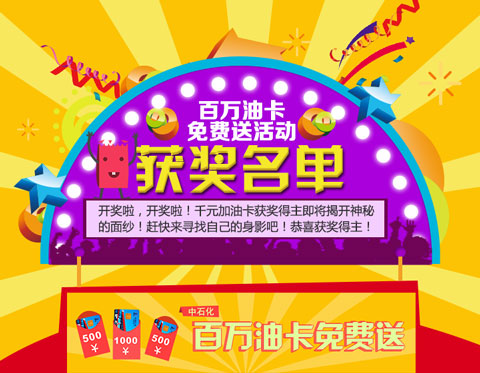 百万油卡
免费送活动
获奖名单
开奖啦，开奖啦！千元加油卡获奖得主即将揭开神秘
的面纱！赶快来寻找自己的身影吧！恭喜获奖得主！
中石化
百万油卡免费送
500
￥
1000
￥
500
￥